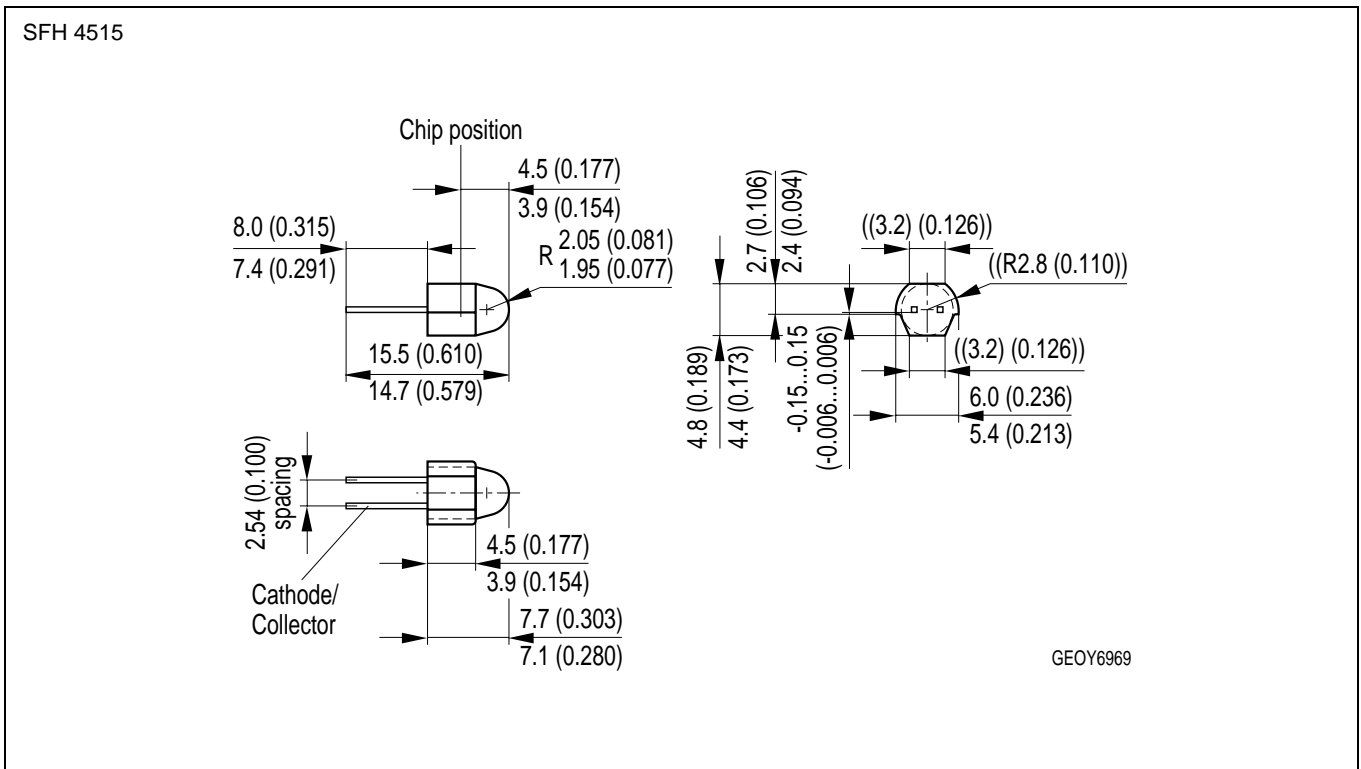 SFH 4515
Chip position
4.5 (0.177)
3.9 (0.154)
8.0 (0.315)
7.4 (0.291)
R
2.05 (0.081)
1.95 (0.077)
15.5 (0.610)
14.7 (0.579)
2.7 (0.106)
2.4 (0.094)
((3.2) (0.126))
((R2.8 (0.110))
4.8 (0.189)
4.4 (0.173)
-0.15...0.15
(-0.006...0.006)
((3.2) (0.126))
6.0 (0.236)
5.4 (0.213)
2.54 (0.100)
spacing
Cathode/
Collector
4.5 (0.177)
3.9 (0.154)
7.7 (0.303)
7.1 (0.280)
GEOY6969